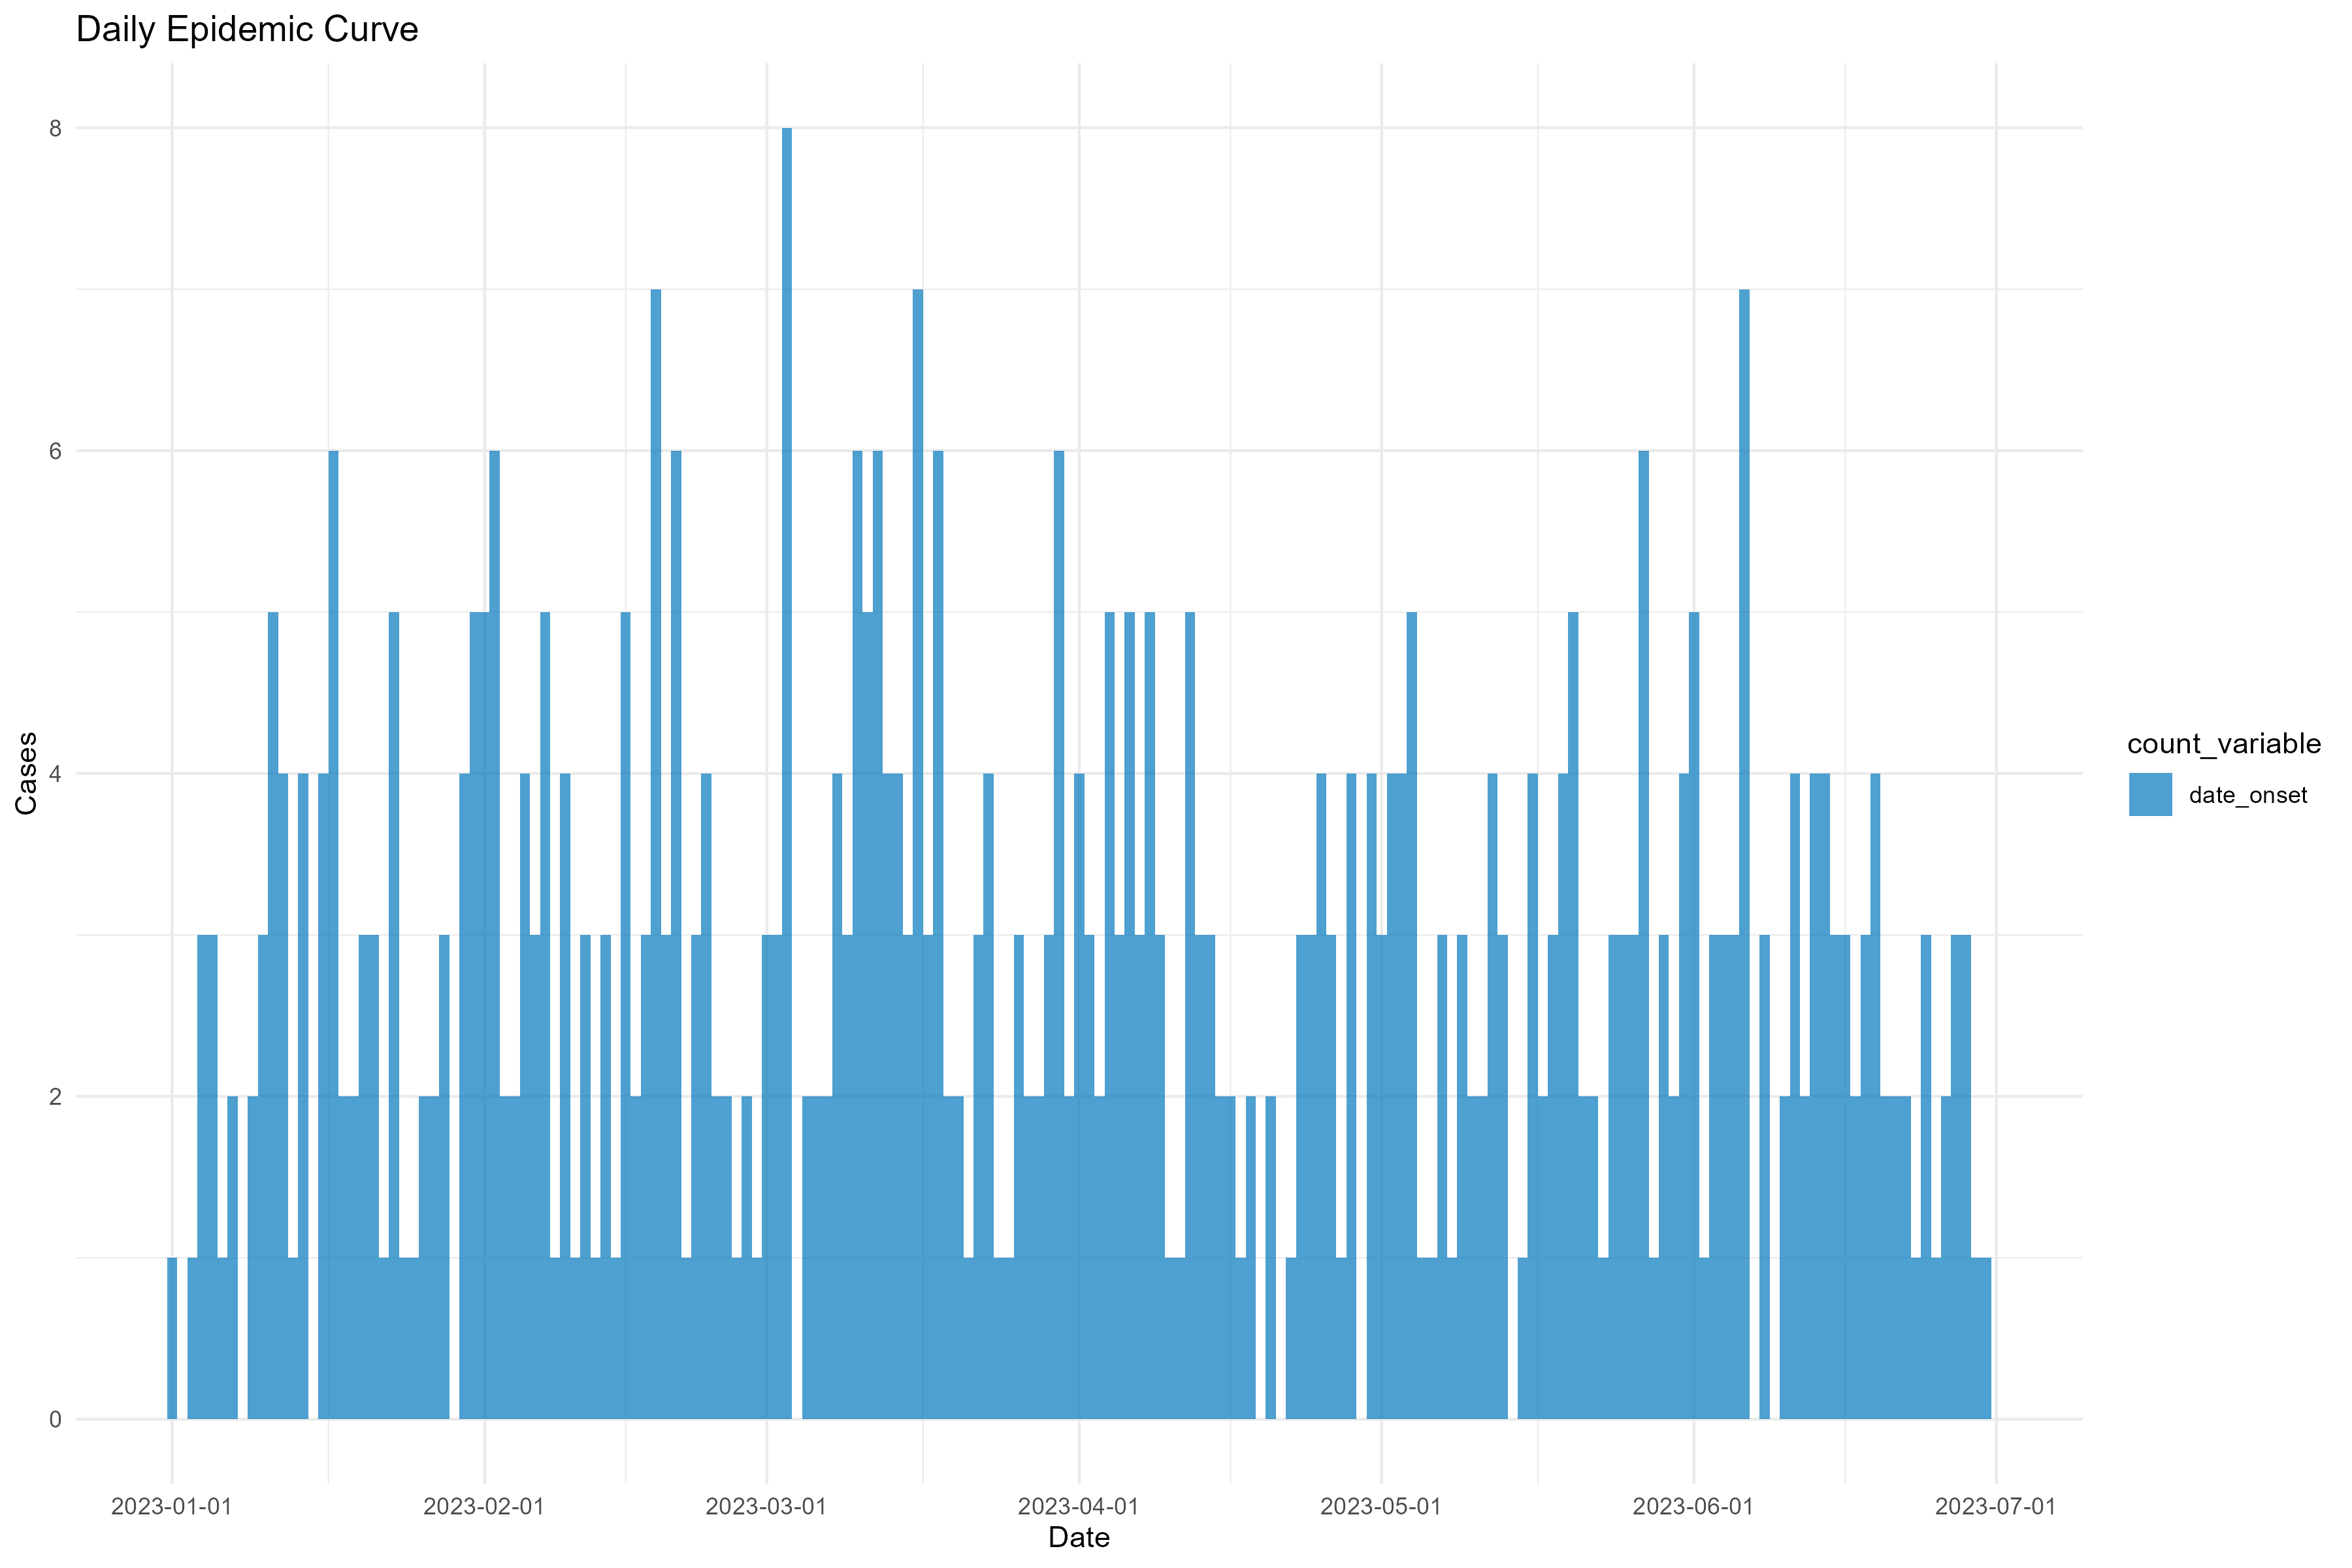 Daily Epidemic Curve
8
6
4
2
0
Cases
2023-01-01
2023-02-01
2023-03-01
2023-04-01
2023-05-01
2023-06-01
2023-07-01
Date
count_variable
date_onset